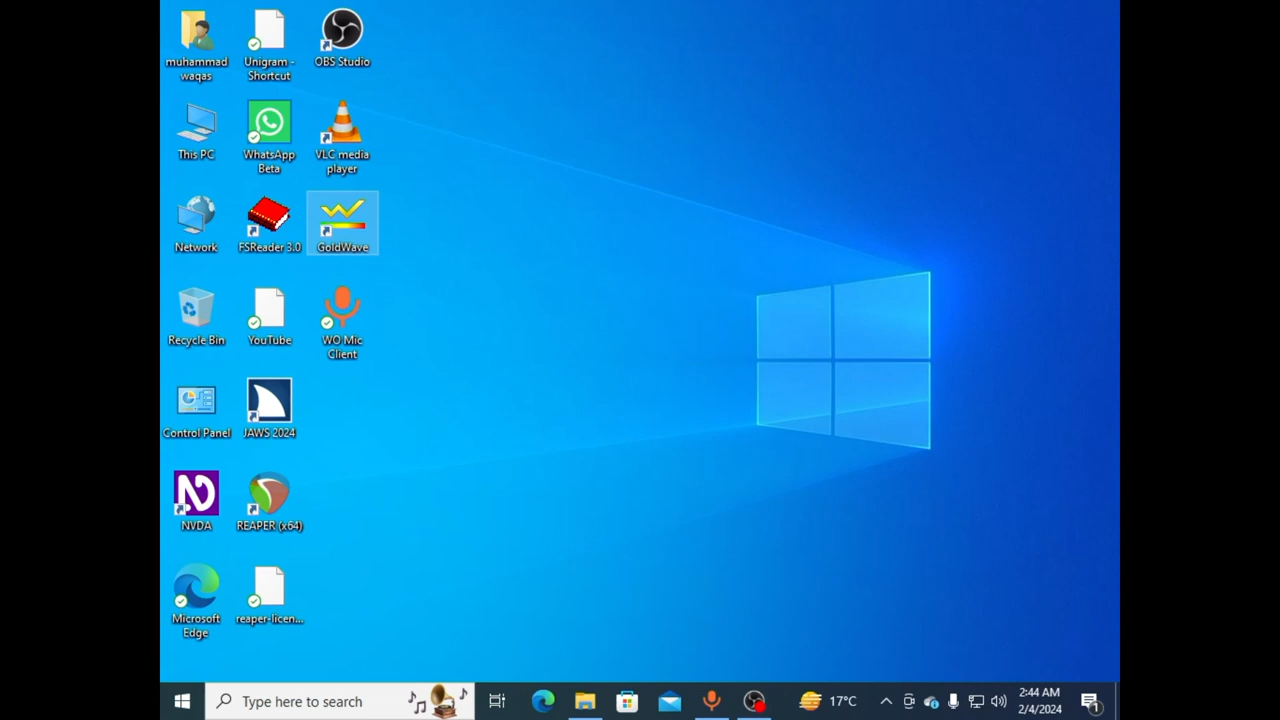 muhammad
waqas
Unigram -
Shortcut
OBS Studio
This PC
WhatsApp
Beta
VLC media
player
Network
FSReader 3.0
GoldWave
Recycle Bin
YouTube
WO Mic
Client
Control Panel
JAWS 2024
NVDA
REAPER (x64)
Microsoft
Edge
reaper-licen...
Type here to search
17°C
2:44 AM
2/4/2024
1